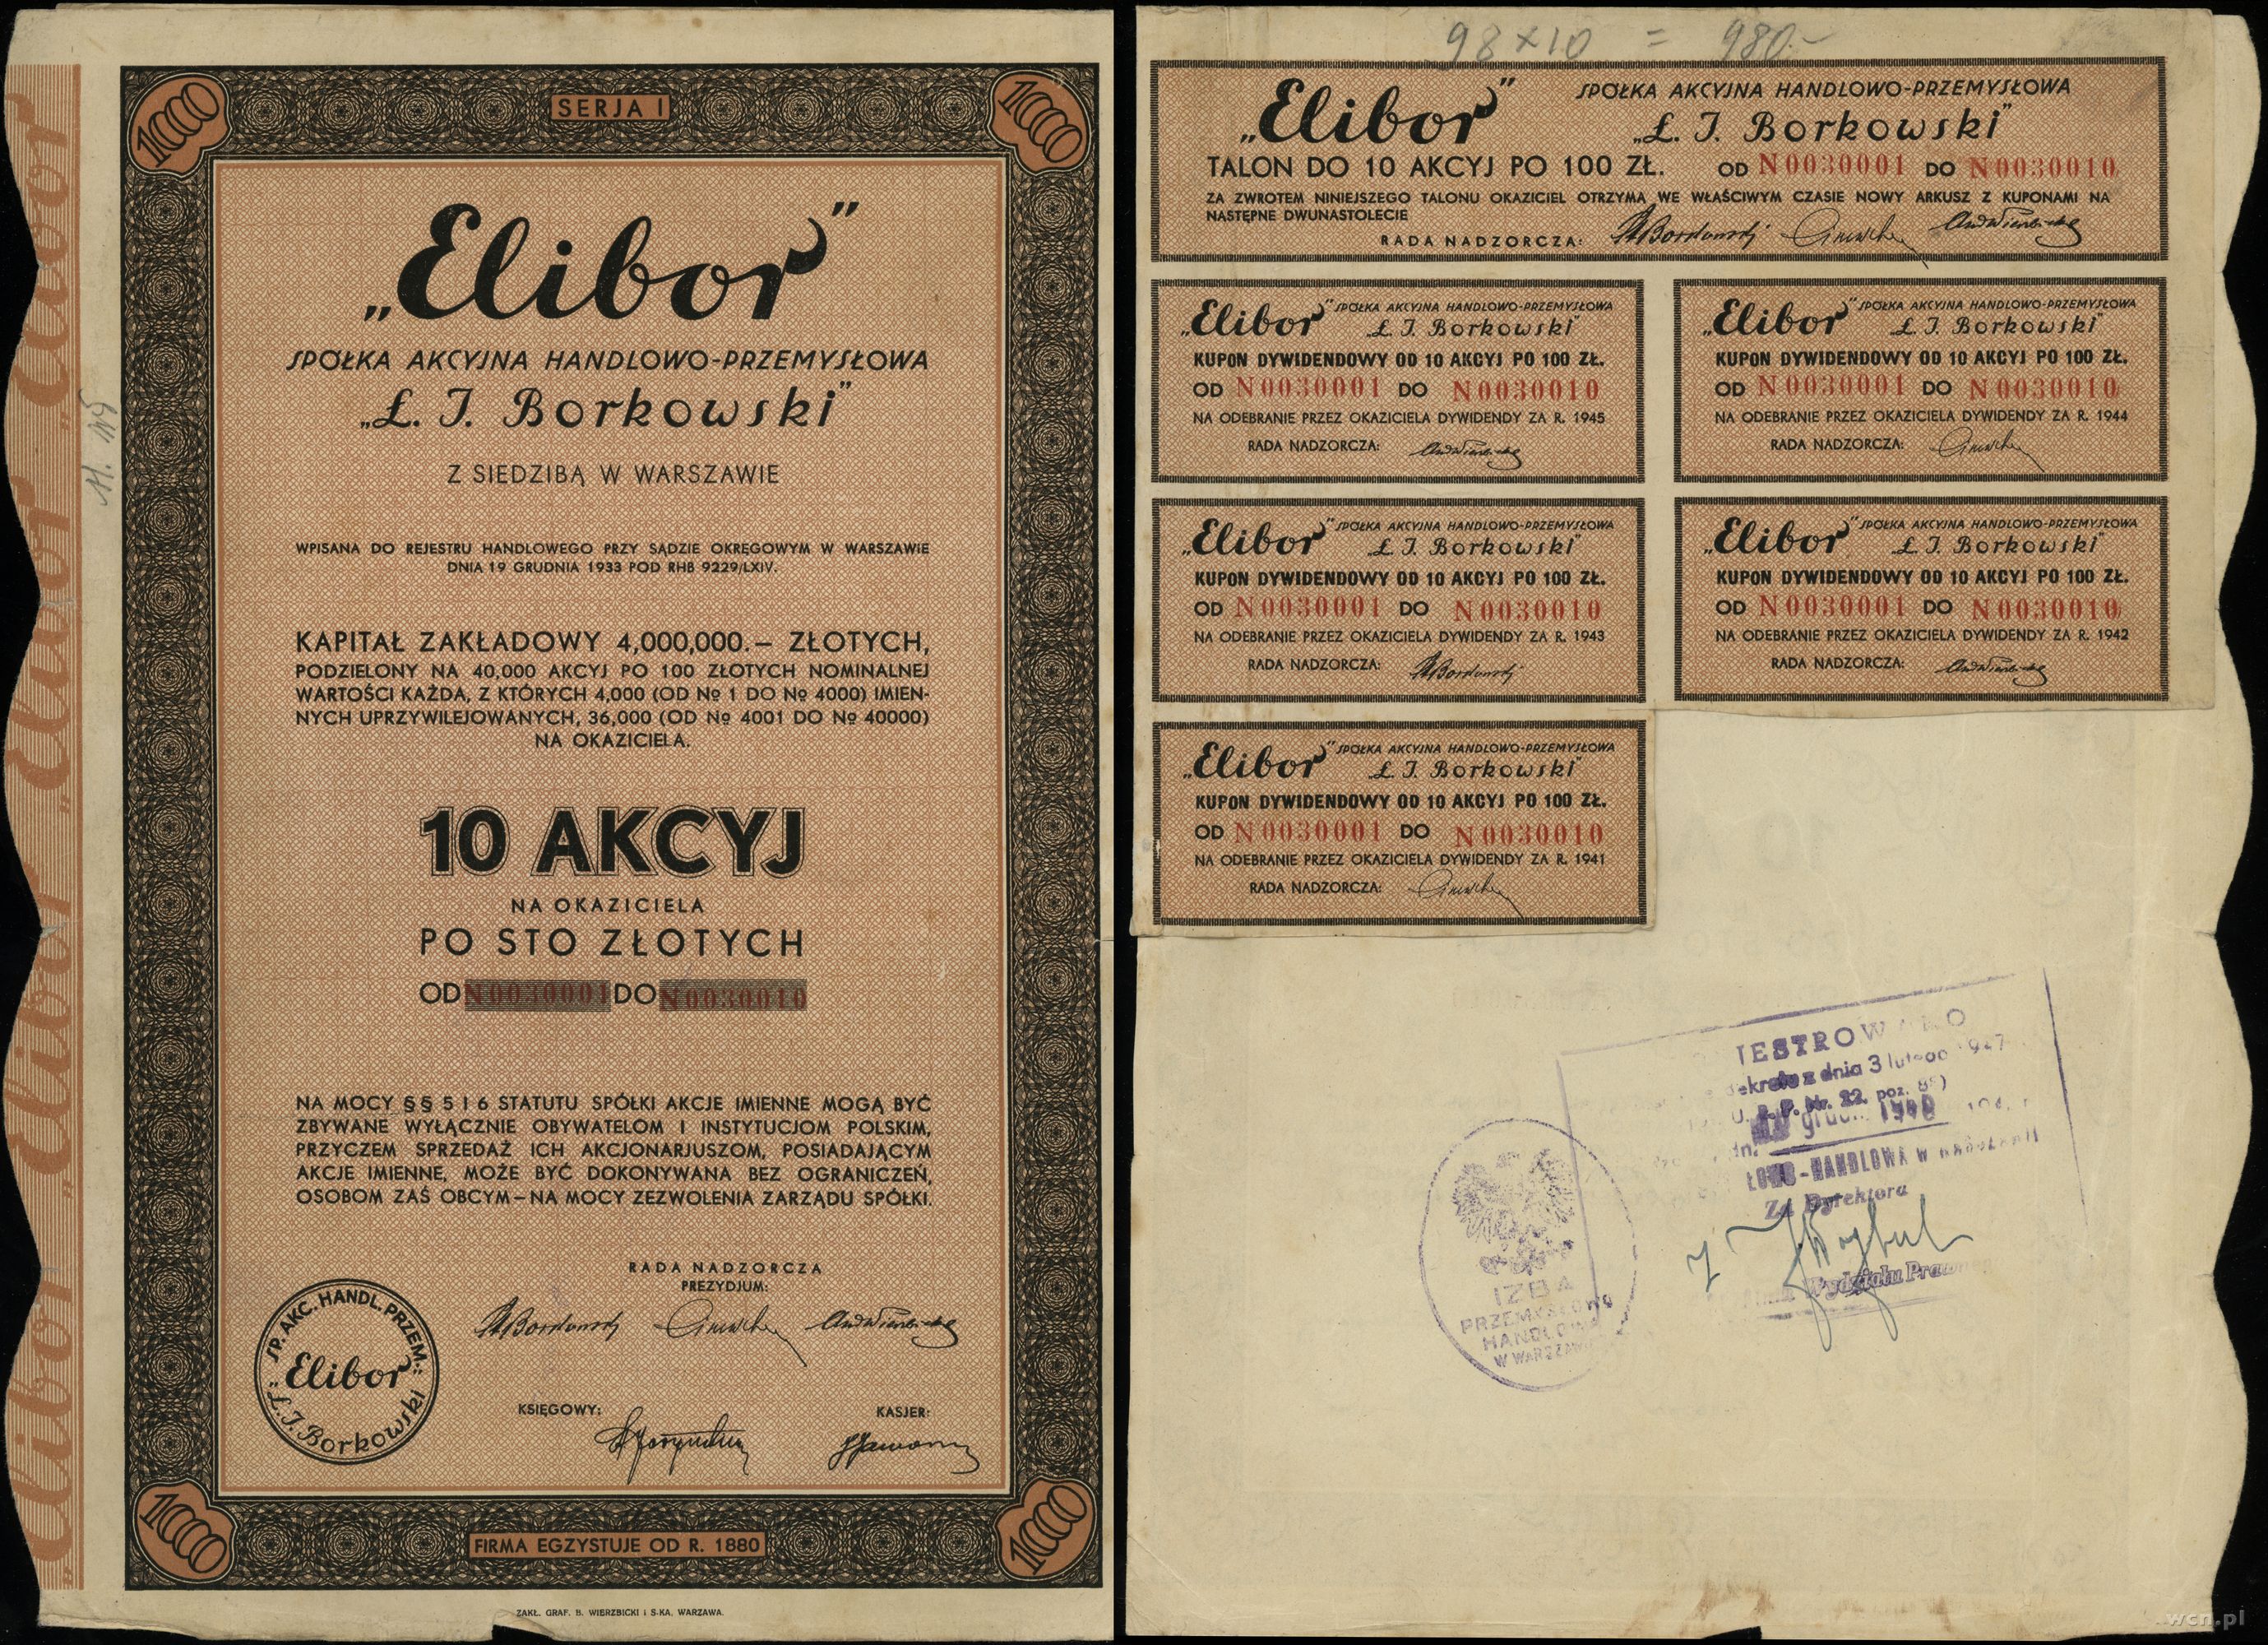 SERJA I
1000
1000
„Elibor”
SPÓŁKA AKCYJNA HANDLOWO-PRZEMYSŁOWA
„Ł. J. Borkowski”
Z SIEDZIBĄ W WARSZAWIE
WPISANA DO REJESTRU HANDLOWEGO PRZY SĄDZIE OKRĘGOWYM W WARSZAWIE
DNIA 19 GRUDNIA 1933 POD RHB 9229/LXIV.
KAPITAŁ ZAKŁADOWY 4,000,000.— ZŁOTYCH,
PODZIELONY NA 40,000 AKCYJ PO 100 ZŁOTYCH NOMINALNEJ
WARTOŚCI KAŻDA, Z KTÓRYCH 4,000 (OD № 1 DO № 4000) IMIEN-
NYCH UPRZYWILEJOWANYCH, 36,000 (OD № 4001 DO № 40000)
NA OKAZICIELA.
10 AKCYJ
NA OKAZICIELA
PO STO ZŁOTYCH
OD N0030001 DO N0030010
NA MOCY §§ 5 I 6 STATUTU SPÓŁKI AKCJE IMIENNE MOGĄ BYĆ
ZBYWANE WYŁĄCZNIE OBYWATELOM I INSTYTUCJOM POLSKIM,
PRZYCZEM SPRZEDAŻ ICH AKCJONARJUSZOM, POSIADAJĄCYM
AKCJE IMIENNE, MOŻE BYĆ DOKONYWANA BEZ OGRANICZEŃ,
OSOBOM ZAŚ OBCYM—NA MOCY ZEZWOLENIA ZARZĄDU SPÓŁKI.
RADA NADZORCZA
PREZYDJUM:
KSIĘGOWY:
KASJER:
SP. AKC. HANDL. PRZEM.
Elibor
„Ł. J. Borkowski”
1000
1000
FIRMA EGZYSTUJE OD R. 1880
ZAKŁ. GRAF. B. WIERZBICKI i S-KA. WARZAWA.
„Elibor” „Elibor” „Elibor” „Elibor” „Elibor”
98 x 10 = 980.-
„Elibor” SPÓŁKA AKCYJNA HANDLOWO-PRZEMYSŁOWA
„Ł. J. Borkowski”
TALON DO 10 AKCYJ PO 100 ZŁ. OD N0030001 DO N0030010
ZA ZWROTEM NINIEJSZEGO TALONU OKAZICIEL OTRZYMA WE WŁAŚCIWYM CZASIE NOWY ARKUSZ Z KUPONAMI NA
NASTĘPNE DWUNASTOLECIE
RADA NADZORCZA:
„Elibor” SPÓŁKA AKCYJNA HANDLOWO-PRZEMYSŁOWA
Ł. J. Borkowski”
KUPON DYWIDENDOWY OD 10 AKCYJ PO 100 ZŁ.
OD N0030001 DO N0030010
NA ODEBRANIE PRZEZ OKAZICIELA DYWIDENDY ZA R. 1945
RADA NADZORCZA:
„Elibor” SPÓŁKA AKCYJNA HANDLOWO-PRZEMYSŁOWA
Ł. J. Borkowski”
KUPON DYWIDENDOWY OD 10 AKCYJ PO 100 ZŁ.
OD N0030001 DO N0030010
NA ODEBRANIE PRZEZ OKAZICIELA DYWIDENDY ZA R. 1944
RADA NADZORCZA:
„Elibor” SPÓŁKA AKCYJNA HANDLOWO-PRZEMYSŁOWA
Ł. J. Borkowski”
KUPON DYWIDENDOWY OD 10 AKCYJ PO 100 ZŁ.
OD N0030001 DO N0030010
NA ODEBRANIE PRZEZ OKAZICIELA DYWIDENDY ZA R. 1943
RADA NADZORCZA:
„Elibor” SPÓŁKA AKCYJNA HANDLOWO-PRZEMYSŁOWA
Ł. J. Borkowski”
KUPON DYWIDENDOWY OD 10 AKCYJ PO 100 ZŁ.
OD N0030001 DO N0030010
NA ODEBRANIE PRZEZ OKAZICIELA DYWIDENDY ZA R. 1942
RADA NADZORCZA:
„Elibor” SPÓŁKA AKCYJNA HANDLOWO-PRZEMYSŁOWA
Ł. J. Borkowski”
KUPON DYWIDENDOWY OD 10 AKCYJ PO 100 ZŁ.
OD N0030001 DO N0030010
NA ODEBRANIE PRZEZ OKAZICIELA DYWIDENDY ZA R. 1941
RADA NADZORCZA:
z dnia 3 lutego 1947
Nr. 22. poz. 
HANDLOWA W
Za Dyrektora
Wydziału
IZBA
PRZEMYSŁOWO
HANDLOWA
W WARSZAWIE
wcn.pl